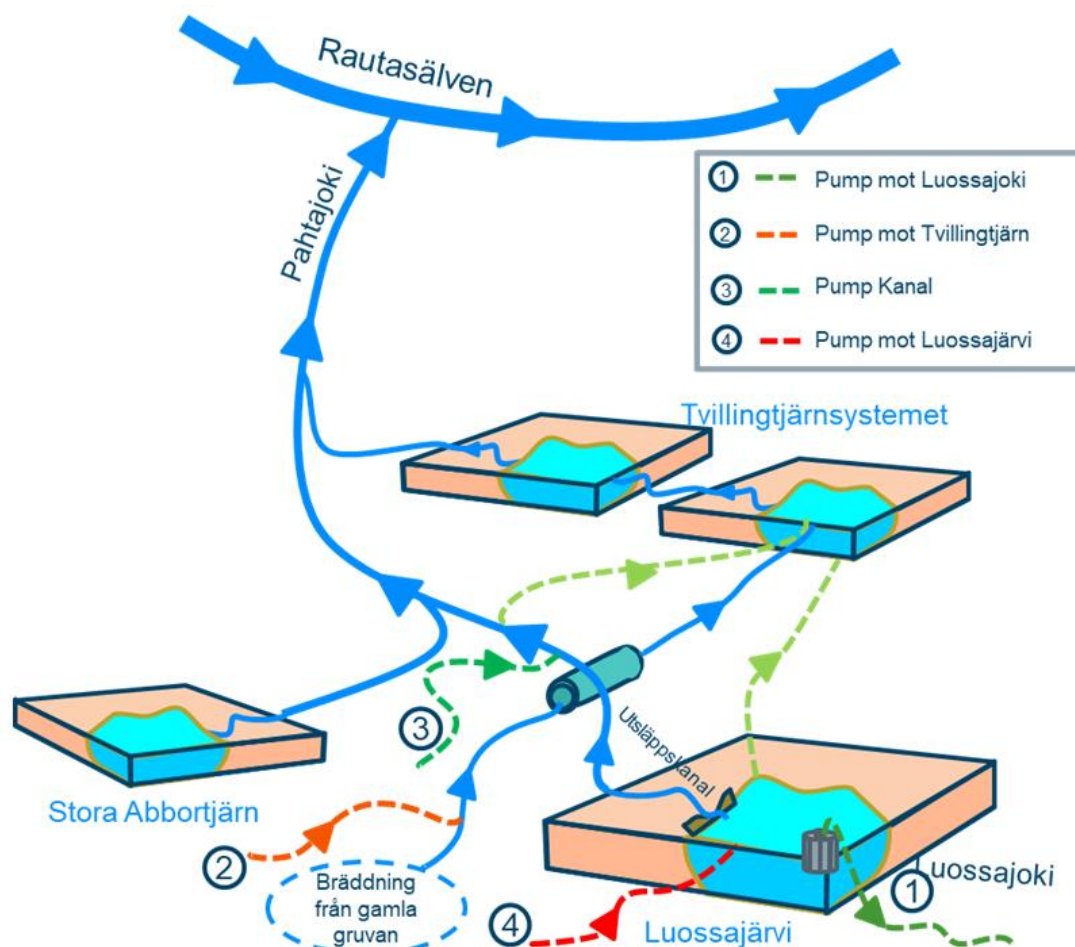 Rautasälven
Pahtajoki
1 Pump mot Luossajoki
2 Pump mot Tvillingtjärn
3 Pump Kanal
4 Pump mot Luossajärvi
Tvillingtjärnsystemet
3
Utsläppskanal
Stora Abbortjärn
2
Bräddning
från gamla
gruvan
4
Luossajärvi
1
Luossajoki